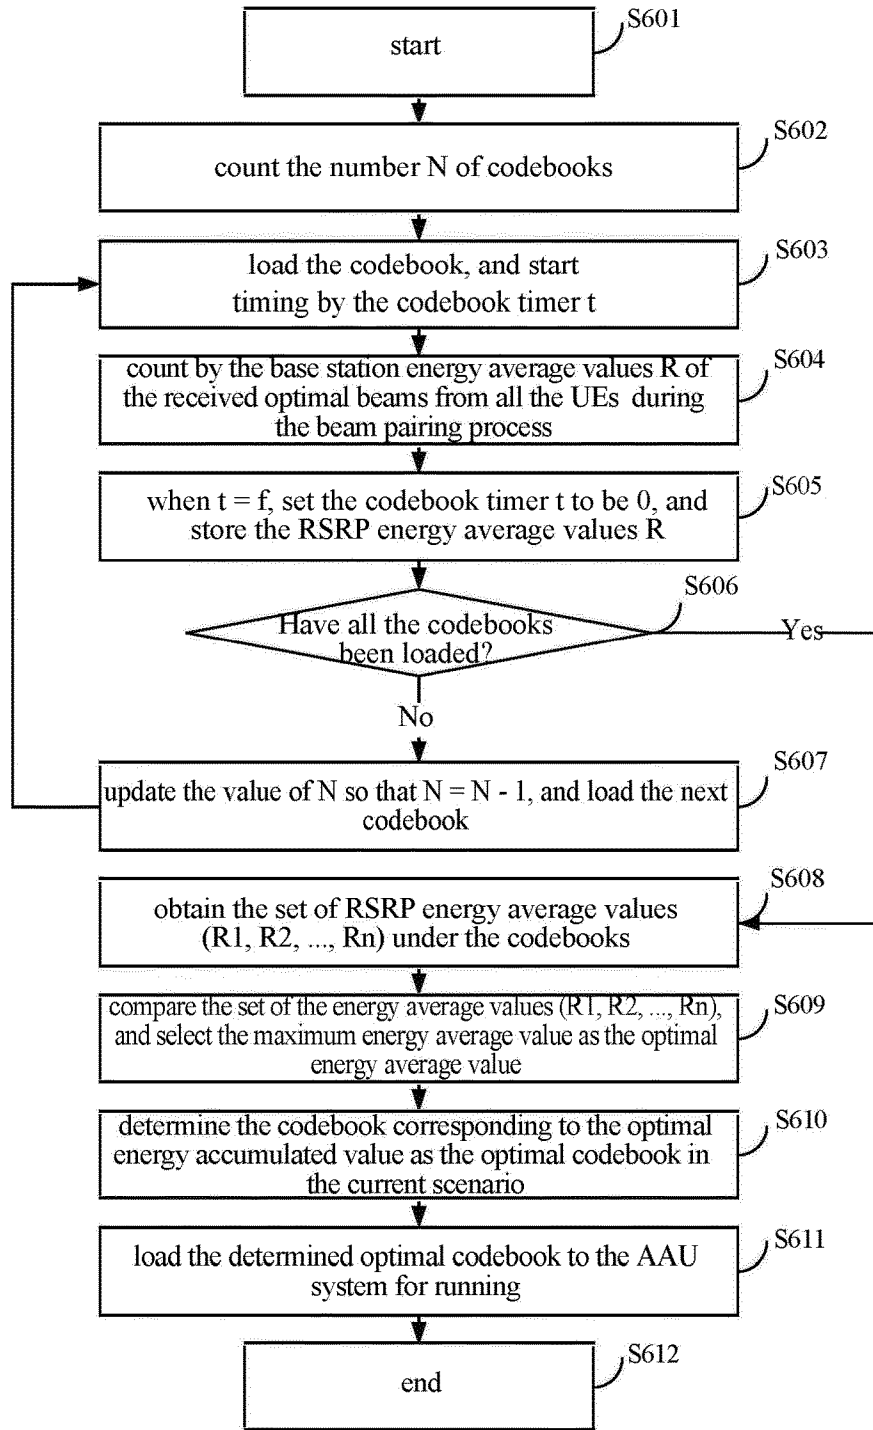 S601
start
S602
count the number N of codebooks
S603
load the codebook, and start
timing by the codebook timer t
S604
count by the base station energy average values R of
the received optimal beams from all the UEs during
the beam pairing process
S605
when t = f, set the codebook timer t to be 0, and
store the RSRP energy average values R
S606
Have all the codebooks
been loaded?
Yes
No
S607
update the value of N so that N = N - 1, and load the next
codebook
S608
obtain the set of RSRP energy average values
(R1, R2, ..., Rn) under the codebooks
S609
compare the set of the energy average values (R1, R2, ..., Rn),
and select the maximum energy average value as the optimal
energy average value
S610
determine the codebook corresponding to the optimal
energy accumulated value as the optimal codebook in
the current scenario
S611
load the determined optimal codebook to the AAU
system for running
S612
end